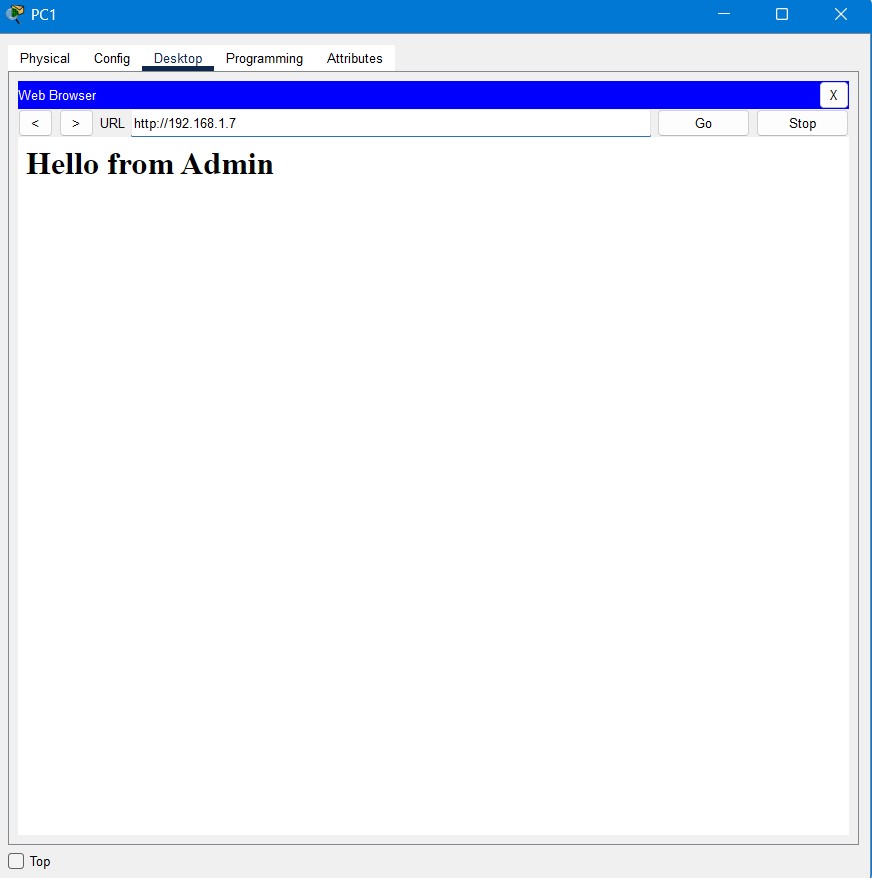 PC1
Physical Config Desktop Programming Attributes
Web Browser X
< > URL http://192.168.1.7 Go Stop
Hello from Admin
Top